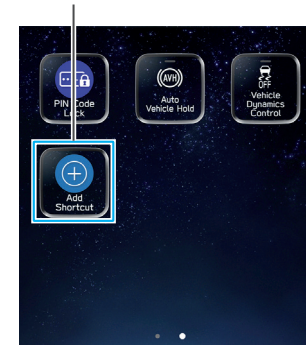 PIN Code
Lock
(AVH)
Auto
Vehicle Hold
OFF
Vehicle
Dynamics
Control
Add
Shortcut